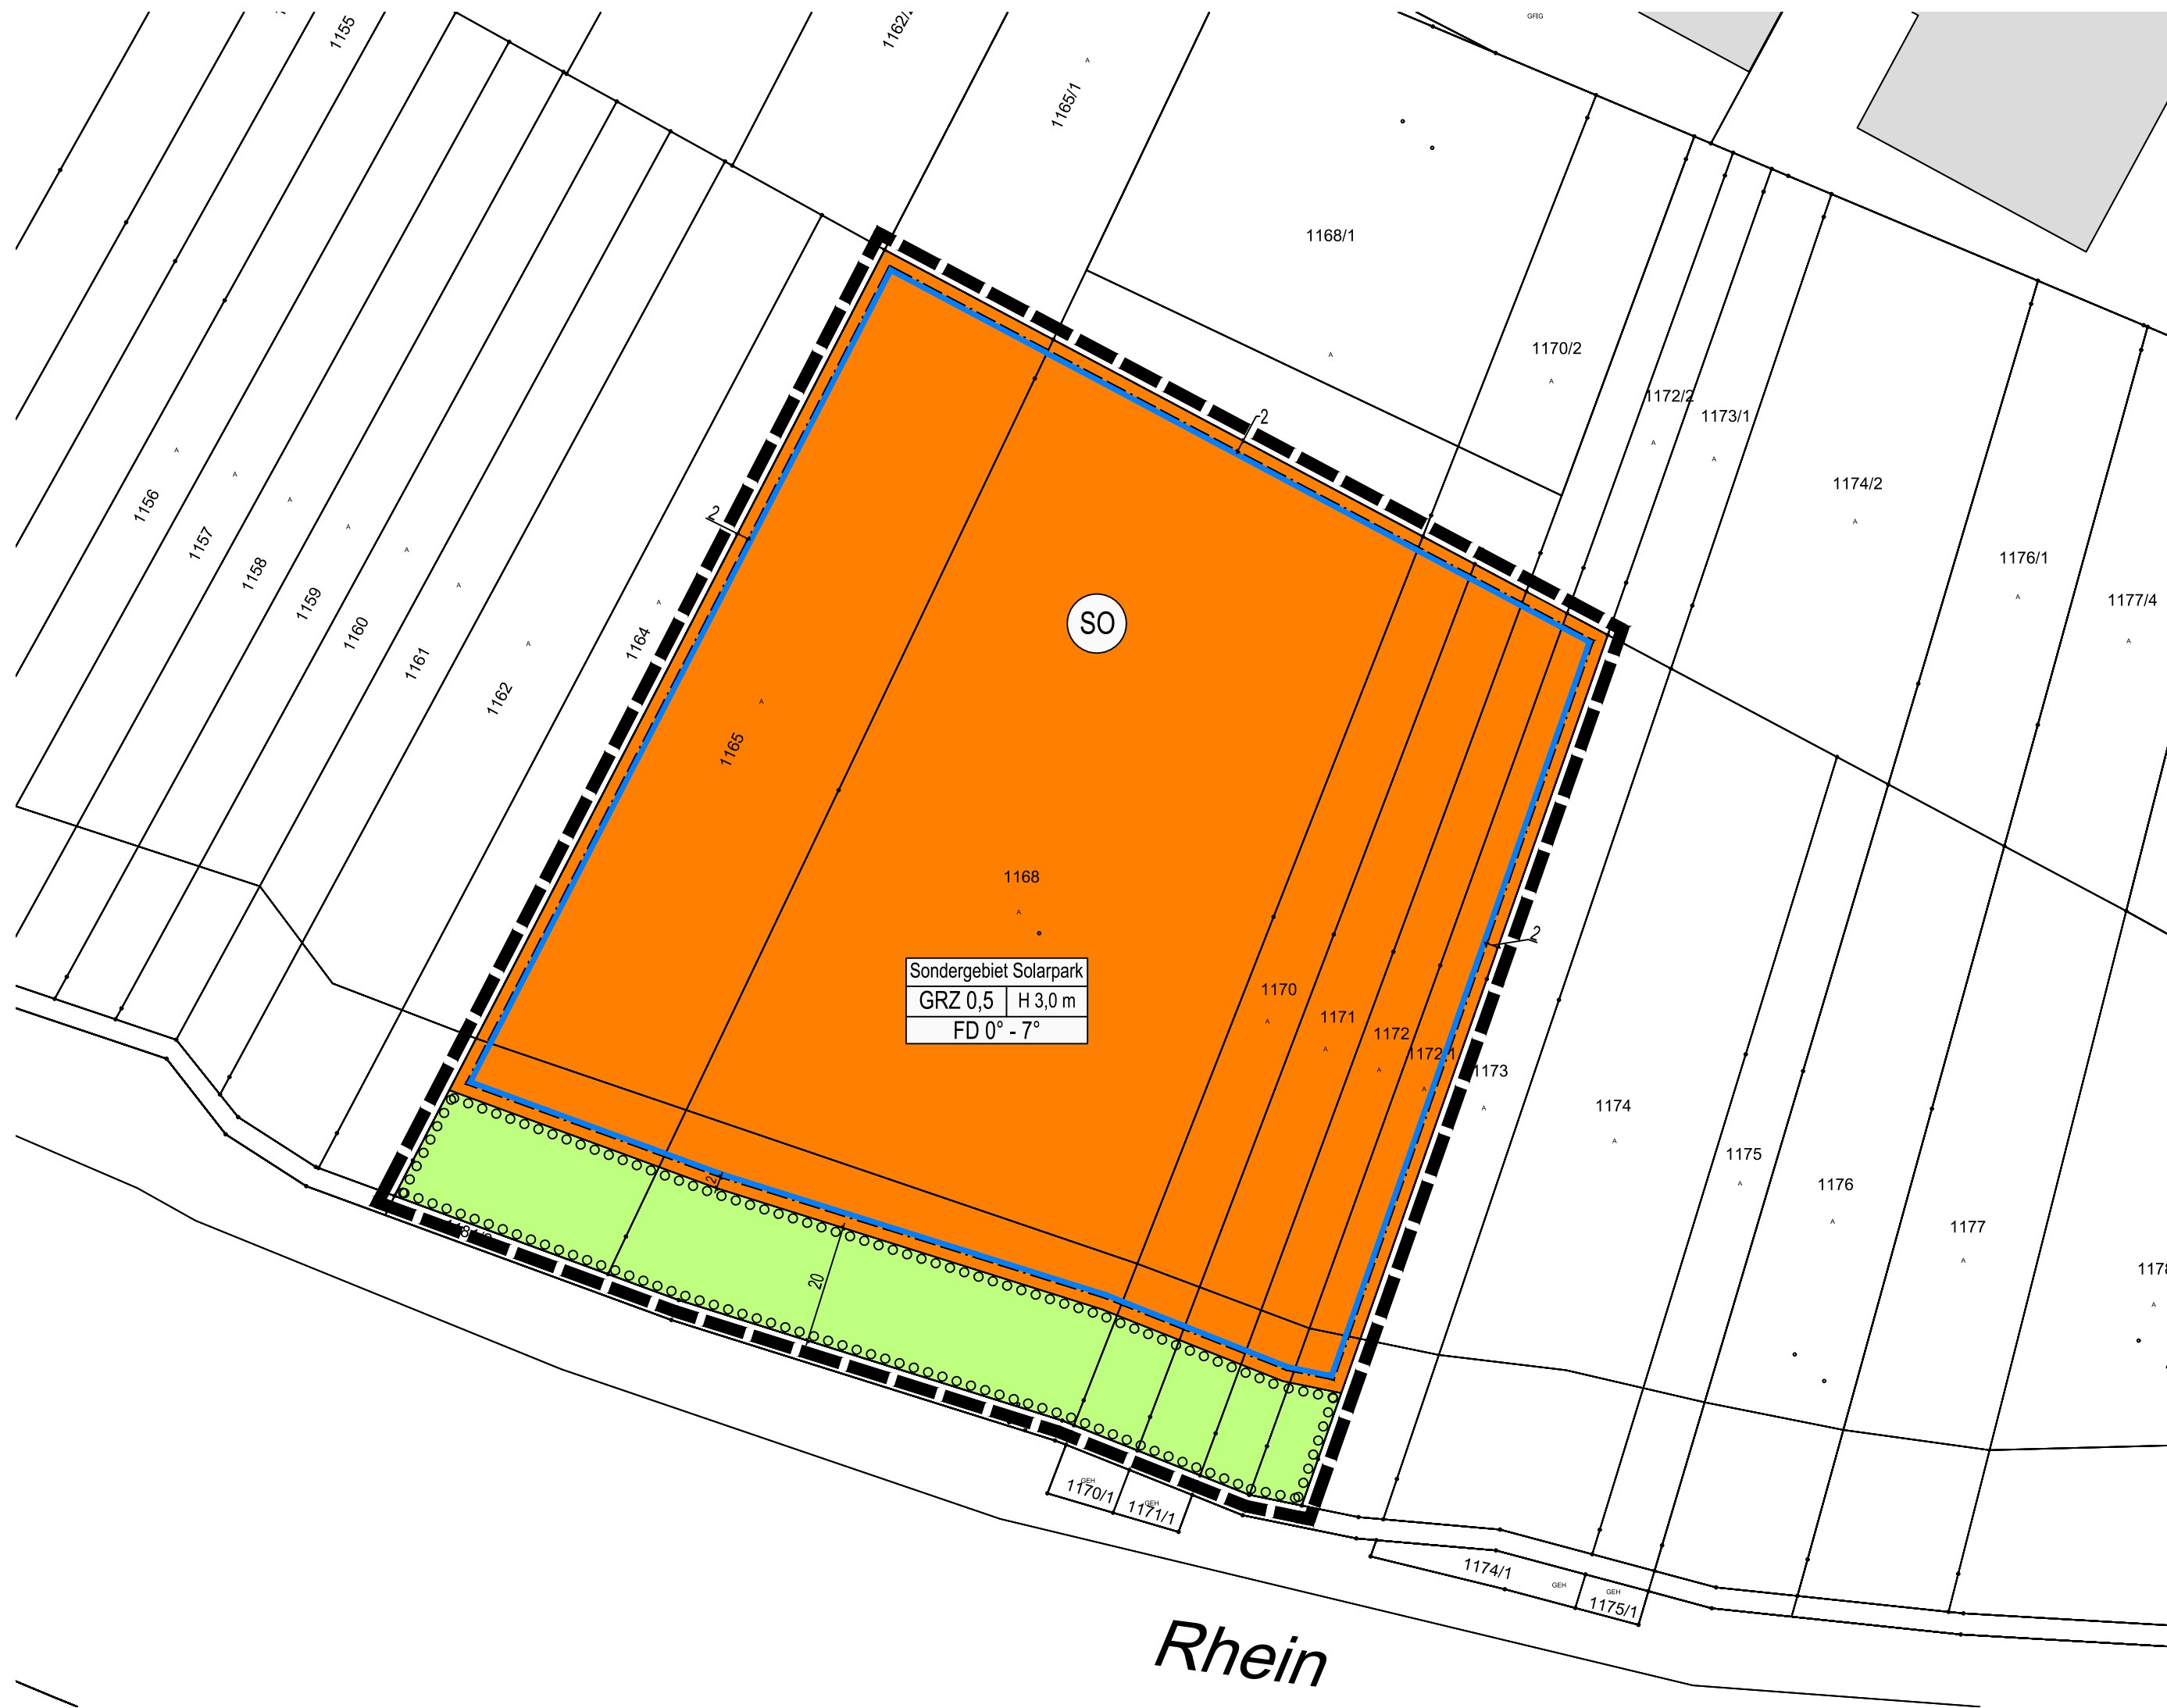 1155
1162/
GFIG
A
1165/1
1168/1
A
1170/2
A
1172/2
A
1173/1
A
1174/2
A
1176/1
A
1177/4
A
2
2
A
A
A
A
A
A
A
A
1156
1157
1158
1159
1160
1161
1162
1164
SO
A
1165
1168
A
2
Sondergebiet Solarpark
GRZ 0,5
H 3,0 m
FD 0° - 7°
1170
A
1171
A
1172
A
1172/1
A
1173
A
1174
A
1175
A
1176
A
1177
A
1178
A
2
20
GEH
1170/1
GEH
1171/1
1174/1
GEH
GEH
1175/1
Rhein